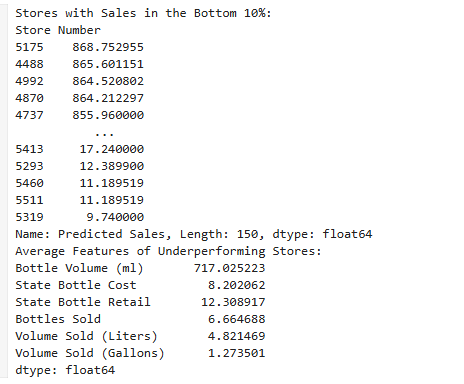 Stores with Sales in the Bottom 10%:
Store Number
5175    868.752955
4488    865.601151
4992    864.520802
4870    864.212297
4737    855.960000
           ...
5413     17.240000
5293     12.389900
5460     11.189519
5511     11.189519
5319      9.740000
Name: Predicted Sales, Length: 150, dtype: float64
Average Features of Underperforming Stores:
Bottle Volume (ml)       717.025223
State Bottle Cost          8.202062
State Bottle Retail       12.308917
Bottles Sold               6.664688
Volume Sold (Liters)       4.821469
Volume Sold (Gallons)      1.273501
dtype: float64